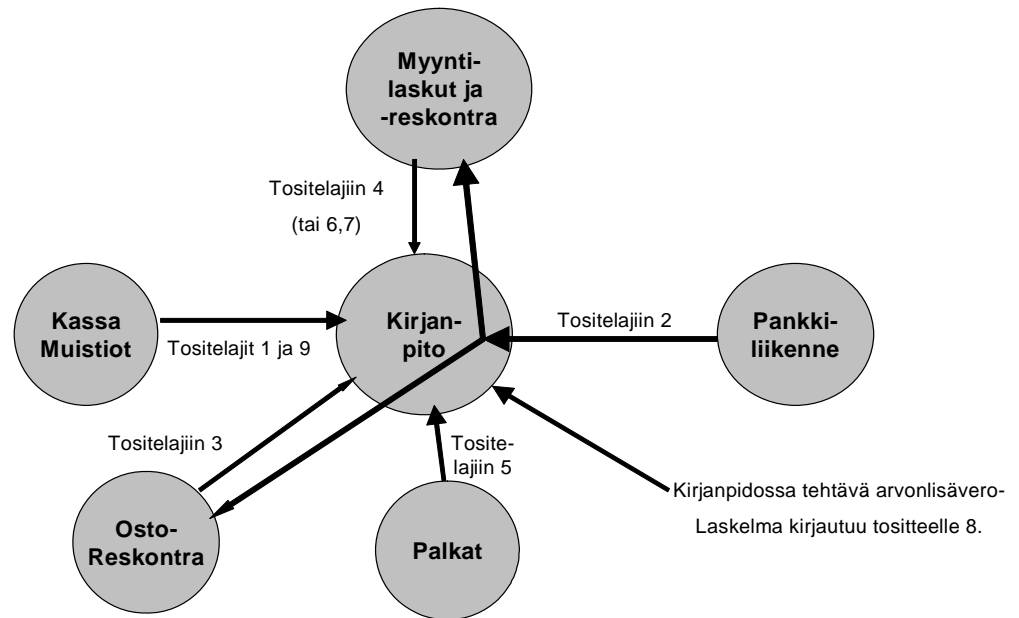 Myynti-
laskut ja
-reskontra
Tositelajiin 4
(tai 6,7)
Kassa
Muistiot
Tositelajit 1 ja 9
Kirjan-
pito
Tositelajiin 2
Pankki-
liikenne
Tositelajiin 3
Tosite-
lajiin 5
Osto-
Reskontra
Palkat
Kirjanpidossa tehtävä arvonlisävero-
Laskelma kirjautuu tositteelle 8.